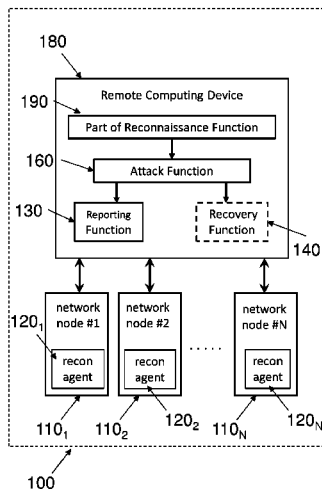 180
Remote Computing Device
190
Part of Reconnaissance Function
160
Attack Function
130
Reporting Function
Recovery Function
140
network node #1
network node #2
. . . . .
network node #N
120₁
recon agent
recon agent
recon agent
110₁
110₂
120₂
110N
120N
100